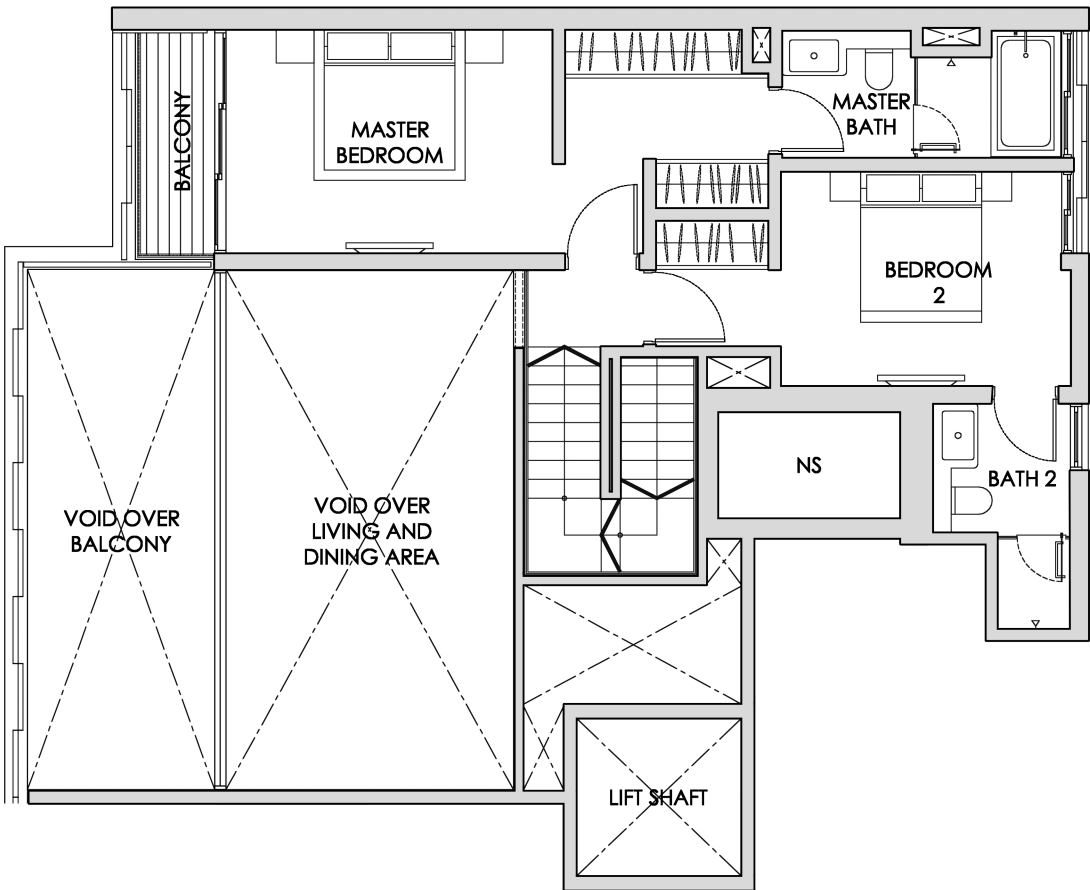 BALCONY
MASTER
BEDROOM
MASTER
BATH
BEDROOM
2
NS
BATH 2
VOID OVER
BALCONY
VOID OVER
LIVING AND
DINING AREA
LIFT SHAFT